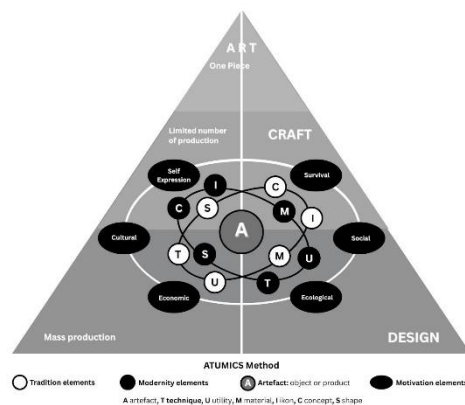 ART
One Piece
Limited number
of production
CRAFT
Self
Expression
Survival
I
C
C
S
M
I
Cultural
A
Social
T
S
M
U
U
T
Economic
Ecological
Mass production
DESIGN
ATUMICS Method
Tradition elements
Modernity elements
A
Artefact: object or product
Motivation elements
A artefact, T technique, U utility, M material, I ikon, C concept, S shape